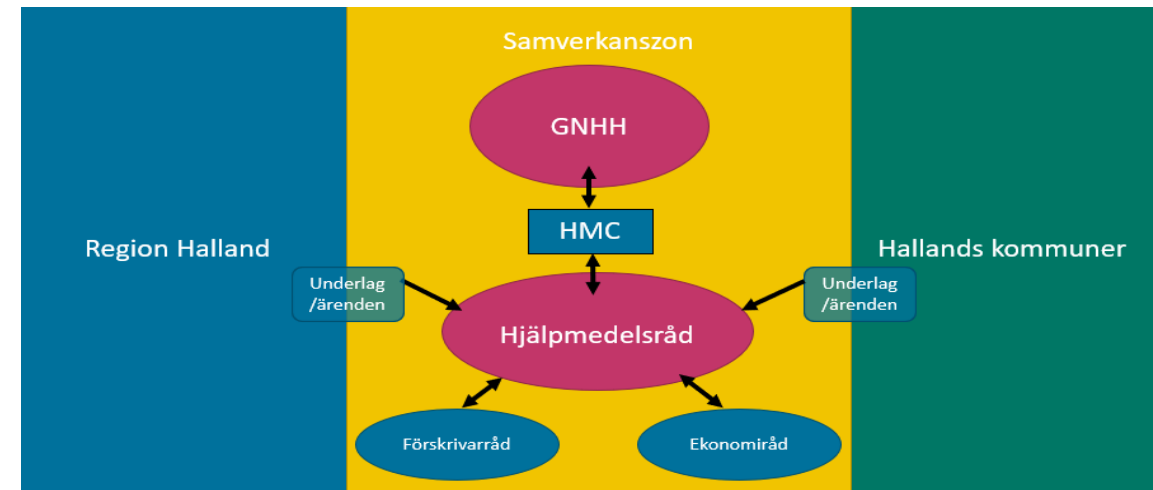 Samverkanszon
GNHH
HMC
Region Halland
Hallands kommuner
Underlag
/ärenden
Underlag
/ärenden
Hjälpmedelsråd
Förskrivarråd
Ekonomiråd